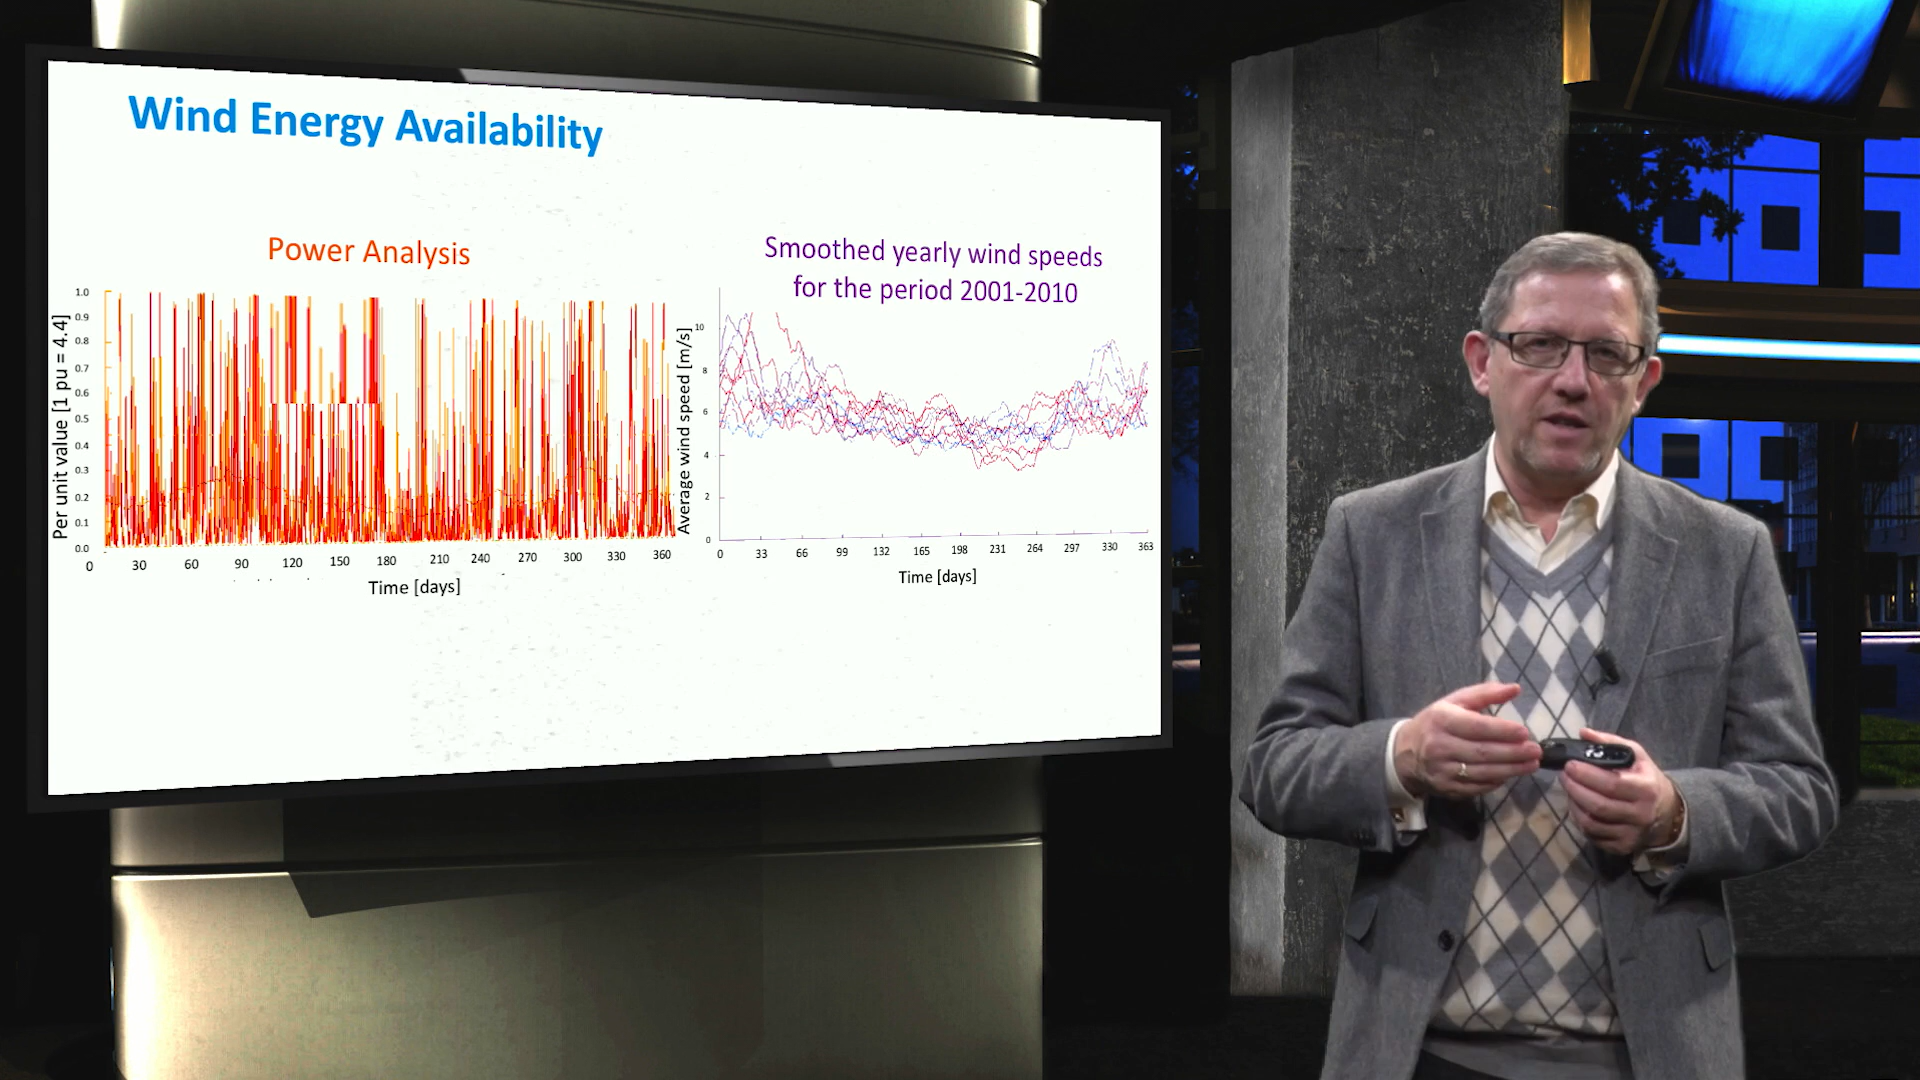 Wind Energy Availability
Power Analysis
Per unit value [1 pu = 4.4]
1.0
0.9
0.8
0.7
0.6
0.5
0.4
0.3
0.2
0.1
0.0
0 30 60 90 120 150 180 210 240 270 300 330 360
Time [days]
Smoothed yearly wind speeds
for the period 2001-2010
Average wind speed [m/s]
10
8
6
4
2
0
0 33 66 99 132 165 198 231 264 297 330 363
Time [days]